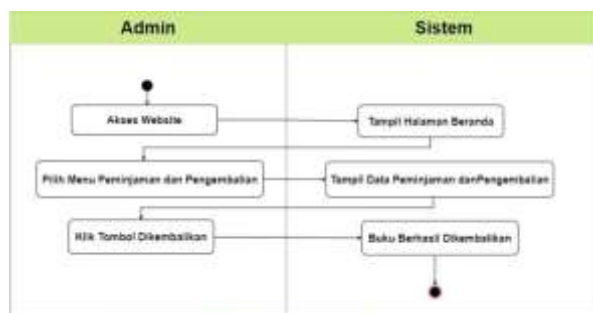 Admin
Sistem
Akses Website
Tampil Halaman Beranda
Pilih Menu Peminjaman dan Pengembalian
Tampil Data Peminjaman danPengembalian
Klik Tombol Dikembalikan
Buku Berhasil Dikembalikan